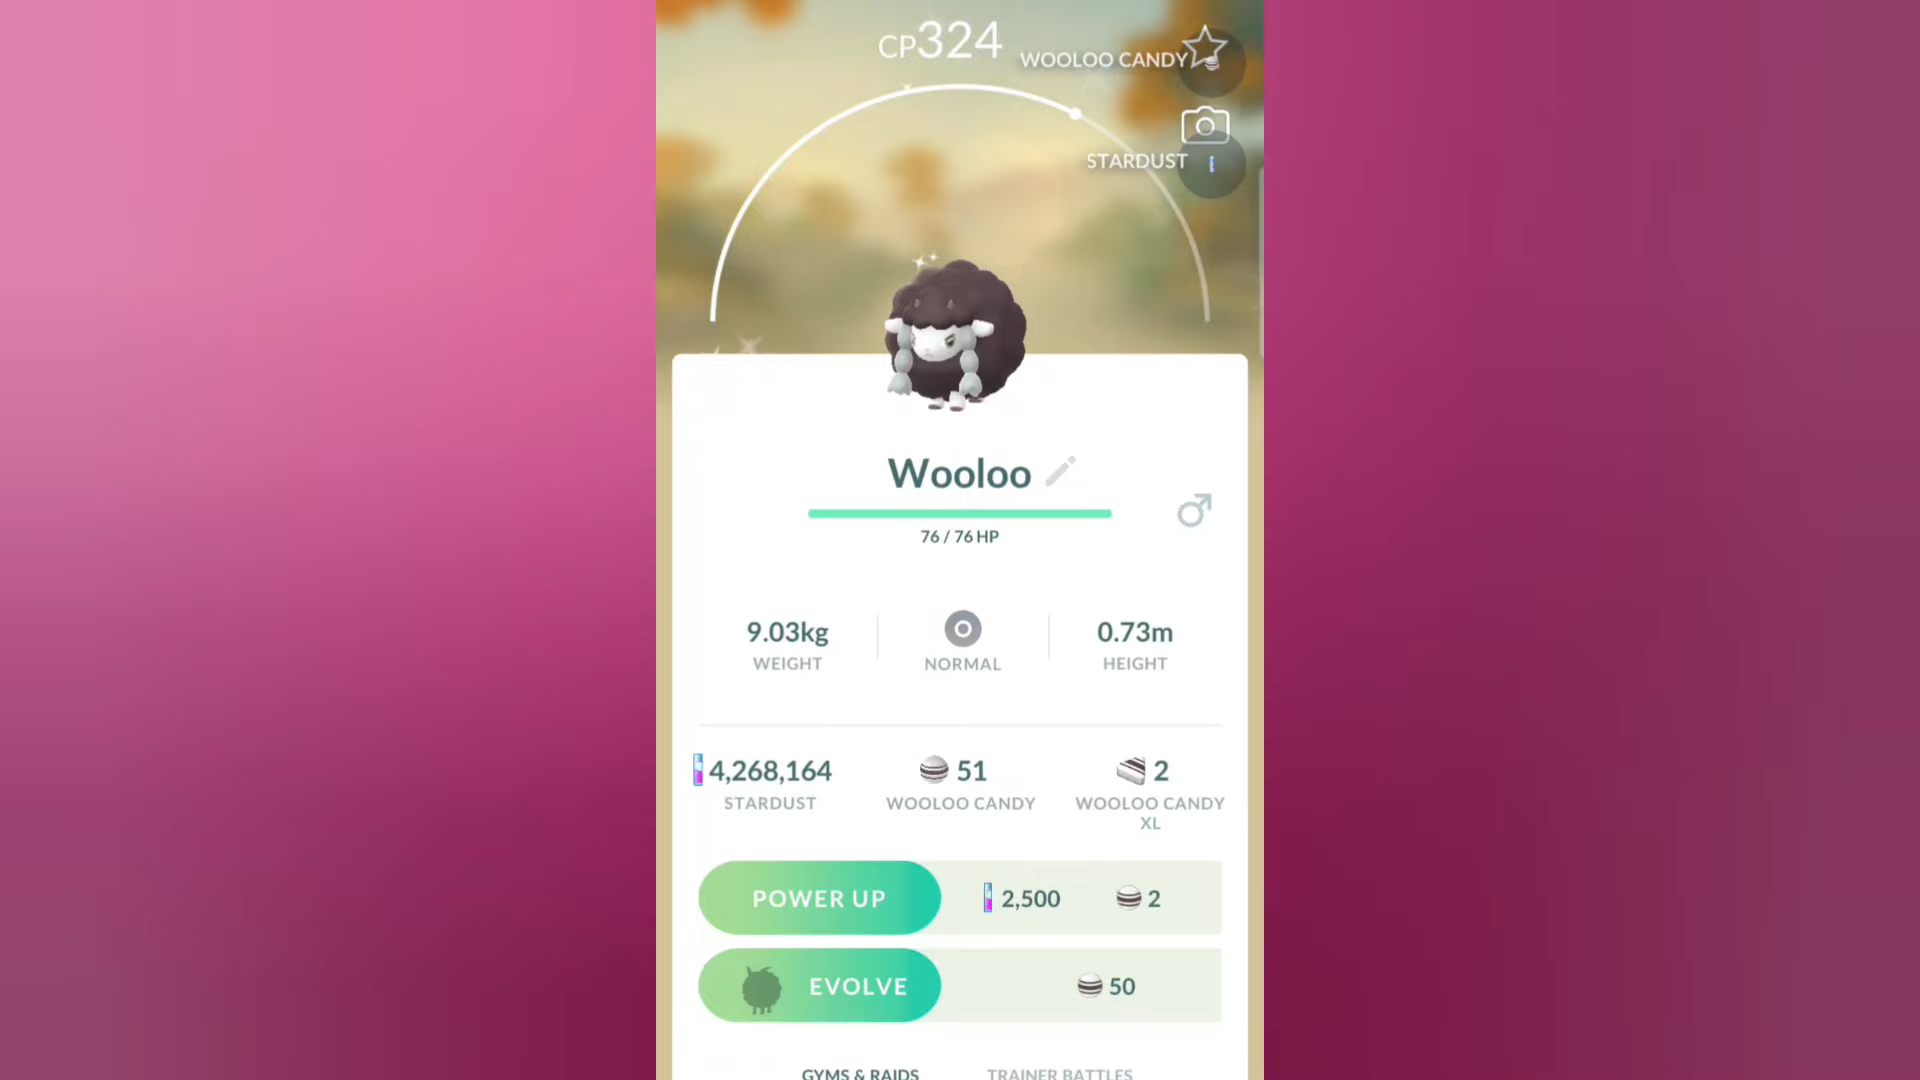 CP324
WOOLOO CANDY
STARDUST
Wooloo
76 / 76 HP
9.03kg
WEIGHT
NORMAL
0.73m
HEIGHT
4,268,164
STARDUST
51
WOOLOO CANDY
2
WOOLOO CANDY
XL
POWER UP 2,500 2
EVOLVE 50
GYMS & RAIDS TRAINER BATTLES